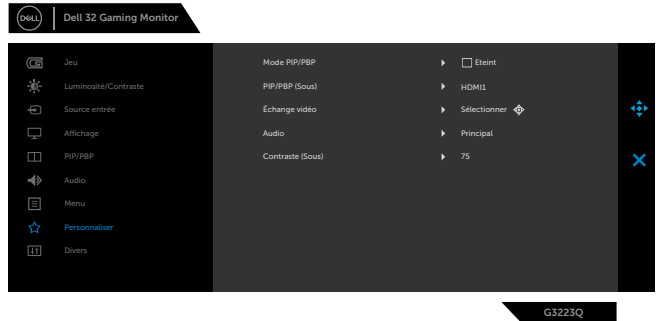 DELL
Dell 32 Gaming Monitor
Jeu
Mode PIP/PBP
Eteint
Luminosité/Contraste
PIP/PBP (Sous)
HDMI1
Source entrée
Échange vidéo
Sélectionner
Affichage
Audio
Principal
PIP/PBP
Contraste (Sous)
75
Audio
Menu
Personnaliser
Divers
G3223Q